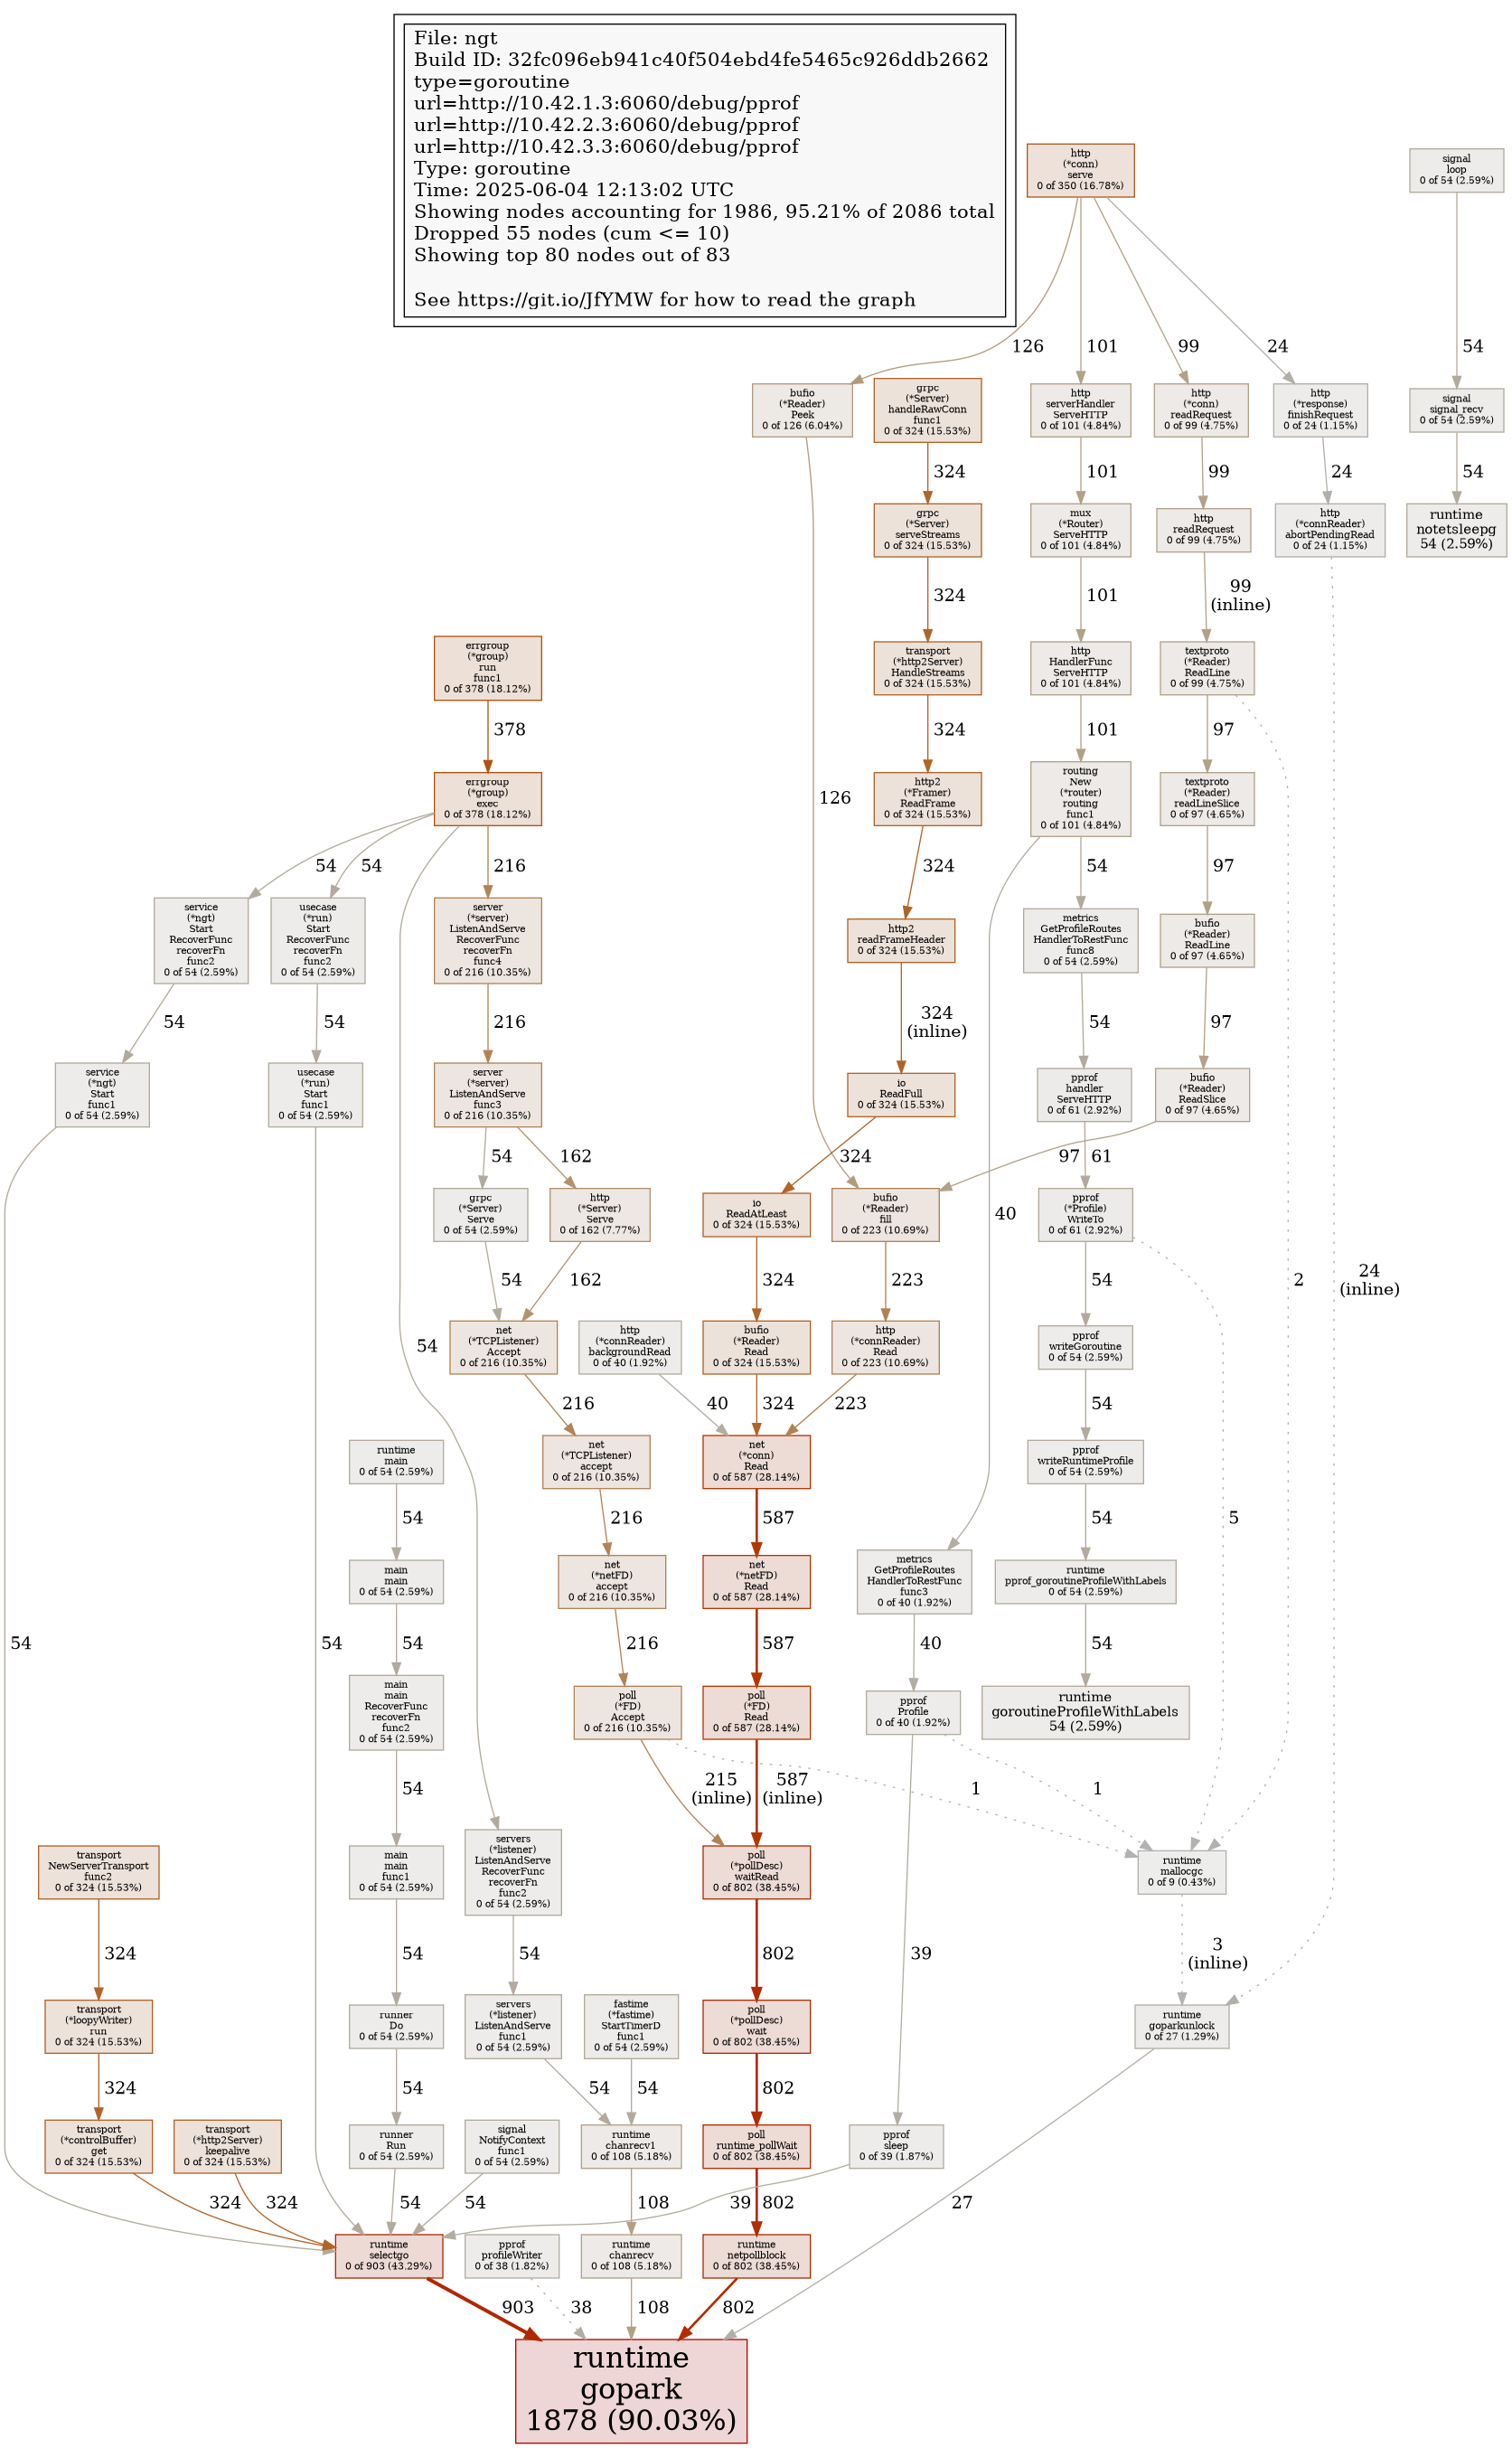 File: ngt
Build ID: 32fc096eb941c40f504ebd4fe5465c926ddb2662
type=goroutine
url=http://10.42.1.3:6060/debug/pprof
url=http://10.42.2.3:6060/debug/pprof
url=http://10.42.3.3:6060/debug/pprof
Type: goroutine
Time: 2025-06-04 12:13:02 UTC
Showing nodes accounting for 1986, 95.21% of 2086 total
Dropped 55 nodes (cum <= 10)
Showing top 80 nodes out of 83
See https://git.io/JfYMW for how to read the graph
http
(*conn)
serve
0 of 350 (16.78%)
signal
loop
0 of 54 (2.59%)
126
101
99
24
54
bufio
(*Reader)
Peek
0 of 126 (6.04%)
grpc
(*Server)
handleRawConn
func1
0 of 324 (15.53%)
http
serverHandler
ServeHTTP
0 of 101 (4.84%)
http
(*conn)
readRequest
0 of 99 (4.75%)
http
(*response)
finishRequest
0 of 24 (1.15%)
signal
signal_recv
0 of 54 (2.59%)
324
101
99
24
54
grpc
(*Server)
serveStreams
0 of 324 (15.53%)
mux
(*Router)
ServeHTTP
0 of 101 (4.84%)
http
readRequest
0 of 99 (4.75%)
http
(*connReader)
abortPendingRead
0 of 24 (1.15%)
runtime
notetsleepg
54 (2.59%)
324
101
99
(inline)
errgroup
(*group)
run
func1
0 of 378 (18.12%)
transport
(*http2Server)
HandleStreams
0 of 324 (15.53%)
http
HandlerFunc
ServeHTTP
0 of 101 (4.84%)
textproto
(*Reader)
ReadLine
0 of 99 (4.75%)
378
324
101
97
errgroup
(*group)
exec
0 of 378 (18.12%)
126
http2
(*Framer)
ReadFrame
0 of 324 (15.53%)
routing
New
(*router)
routing
func1
0 of 101 (4.84%)
textproto
(*Reader)
readLineSlice
0 of 97 (4.65%)
54
54
216
324
54
97
service
(*ngt)
Start
RecoverFunc
recoverFn
func2
0 of 54 (2.59%)
usecase
(*run)
Start
RecoverFunc
recoverFn
func2
0 of 54 (2.59%)
server
(*server)
ListenAndServe
RecoverFunc
recoverFn
func4
0 of 216 (10.35%)
http2
readFrameHeader
0 of 324 (15.53%)
metrics
GetProfileRoutes
HandlerToRestFunc
func8
0 of 54 (2.59%)
bufio
(*Reader)
ReadLine
0 of 97 (4.65%)
54
54
216
324
(inline)
54
97
service
(*ngt)
Start
func1
0 of 54 (2.59%)
usecase
(*run)
Start
func1
0 of 54 (2.59%)
server
(*server)
ListenAndServe
func3
0 of 216 (10.35%)
io
ReadFull
0 of 324 (15.53%)
pprof
handler
ServeHTTP
0 of 61 (2.92%)
bufio
(*Reader)
ReadSlice
0 of 97 (4.65%)
54
162
324
97
61
grpc
(*Server)
Serve
0 of 54 (2.59%)
http
(*Server)
Serve
0 of 162 (7.77%)
io
ReadAtLeast
0 of 324 (15.53%)
bufio
(*Reader)
fill
0 of 223 (10.69%)
40
pprof
(*Profile)
WriteTo
0 of 61 (2.92%)
54
162
324
223
54
2
24
(inline)
54
net
(*TCPListener)
Accept
0 of 216 (10.35%)
http
(*connReader)
backgroundRead
0 of 40 (1.92%)
bufio
(*Reader)
Read
0 of 324 (15.53%)
http
(*connReader)
Read
0 of 223 (10.69%)
pprof
writeGoroutine
0 of 54 (2.59%)
216
40
324
223
54
runtime
main
0 of 54 (2.59%)
net
(*TCPListener)
accept
0 of 216 (10.35%)
net
(*conn)
Read
0 of 587 (28.14%)
pprof
writeRuntimeProfile
0 of 54 (2.59%)
54
216
587
54
5
main
main
0 of 54 (2.59%)
net
(*netFD)
accept
0 of 216 (10.35%)
net
(*netFD)
Read
0 of 587 (28.14%)
metrics
GetProfileRoutes
HandlerToRestFunc
func3
0 of 40 (1.92%)
runtime
pprof_goroutineProfileWithLabels
0 of 54 (2.59%)
54
54
54
216
587
40
54
main
main
RecoverFunc
recoverFn
func2
0 of 54 (2.59%)
poll
(*FD)
Accept
0 of 216 (10.35%)
poll
(*FD)
Read
0 of 587 (28.14%)
pprof
Profile
0 of 40 (1.92%)
runtime
goroutineProfileWithLabels
54 (2.59%)
54
215
(inline)
587
(inline)
1
1
transport
NewServerTransport
func2
0 of 324 (15.53%)
main
main
func1
0 of 54 (2.59%)
servers
(*listener)
ListenAndServe
RecoverFunc
recoverFn
func2
0 of 54 (2.59%)
poll
(*pollDesc)
waitRead
0 of 802 (38.45%)
runtime
mallocgc
0 of 9 (0.43%)
324
54
54
802
39
3
(inline)
transport
(*loopyWriter)
run
0 of 324 (15.53%)
runner
Do
0 of 54 (2.59%)
servers
(*listener)
ListenAndServe
func1
0 of 54 (2.59%)
fastime
(*fastime)
StartTimerD
func1
0 of 54 (2.59%)
poll
(*pollDesc)
wait
0 of 802 (38.45%)
runtime
goparkunlock
0 of 27 (1.29%)
324
54
54
54
802
transport
(*controlBuffer)
get
0 of 324 (15.53%)
transport
(*http2Server)
keepalive
0 of 324 (15.53%)
runner
Run
0 of 54 (2.59%)
signal
NotifyContext
func1
0 of 54 (2.59%)
runtime
chanrecv1
0 of 108 (5.18%)
poll
runtime_pollWait
0 of 802 (38.45%)
pprof
sleep
0 of 39 (1.87%)
324
324
54
54
108
39
802
27
runtime
selectgo
0 of 903 (43.29%)
pprof
profileWriter
0 of 38 (1.82%)
runtime
chanrecv
0 of 108 (5.18%)
runtime
netpollblock
0 of 802 (38.45%)
903
38
108
802
runtime
gopark
1878 (90.03%)